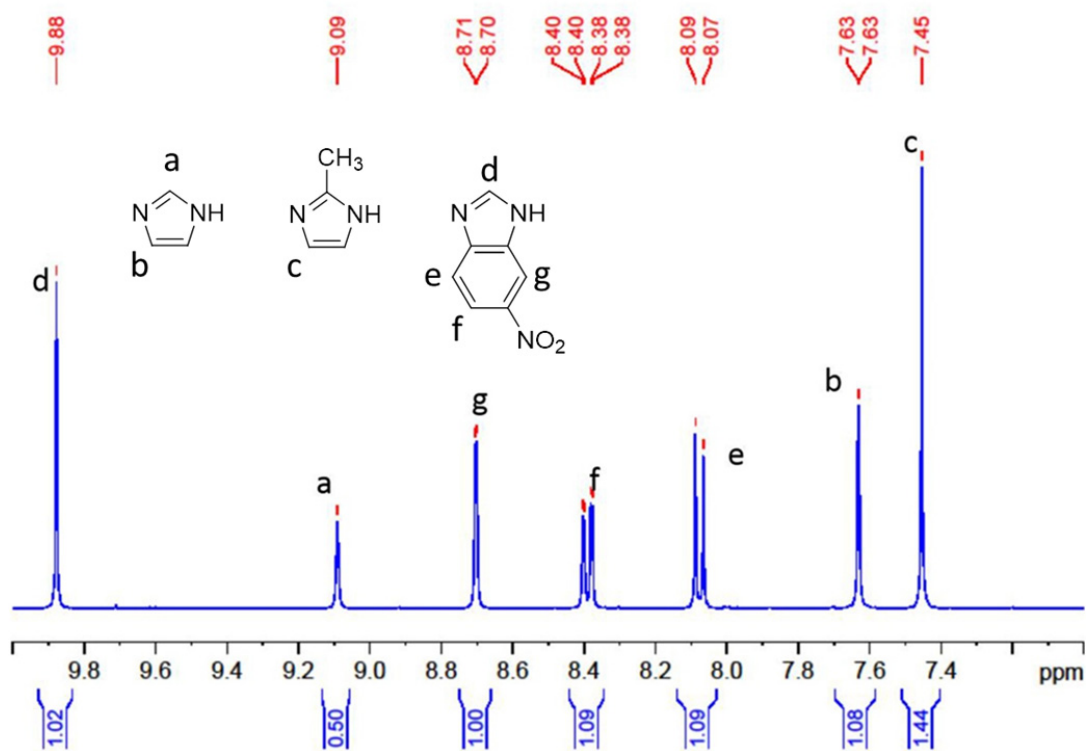 9.88
9.09
8.71
8.70
8.40
8.40
8.38
8.38
8.09
8.07
7.63
7.63
7.45
a
N
NH
b
CH3
N
NH
c
d
N
NH
e
g
f
NO2
d
a
g
f
e
b
c
9.8 9.6 9.4 9.2 9.0 8.8 8.6 8.4 8.2 8.0 7.8 7.6 7.4 ppm
1.02
0.50
1.00
1.09
1.09
1.08
1.44